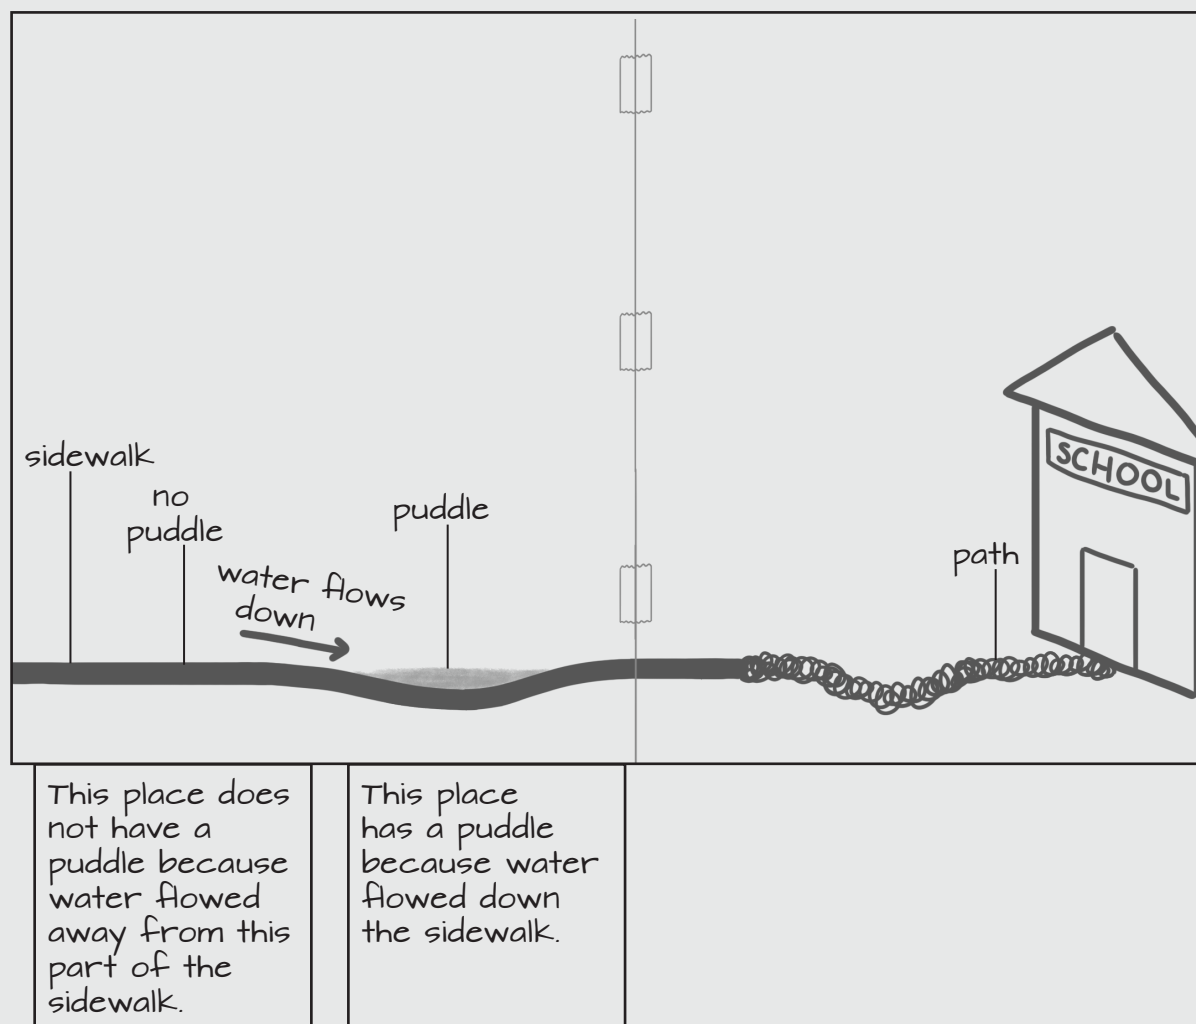 sidewalk
no
puddle
water flows
down
puddle
path
SCHOOL
This place does
not have a
puddle because
water flowed
away from this
part of the
sidewalk.
This place
has a puddle
because water
flowed down
the sidewalk.